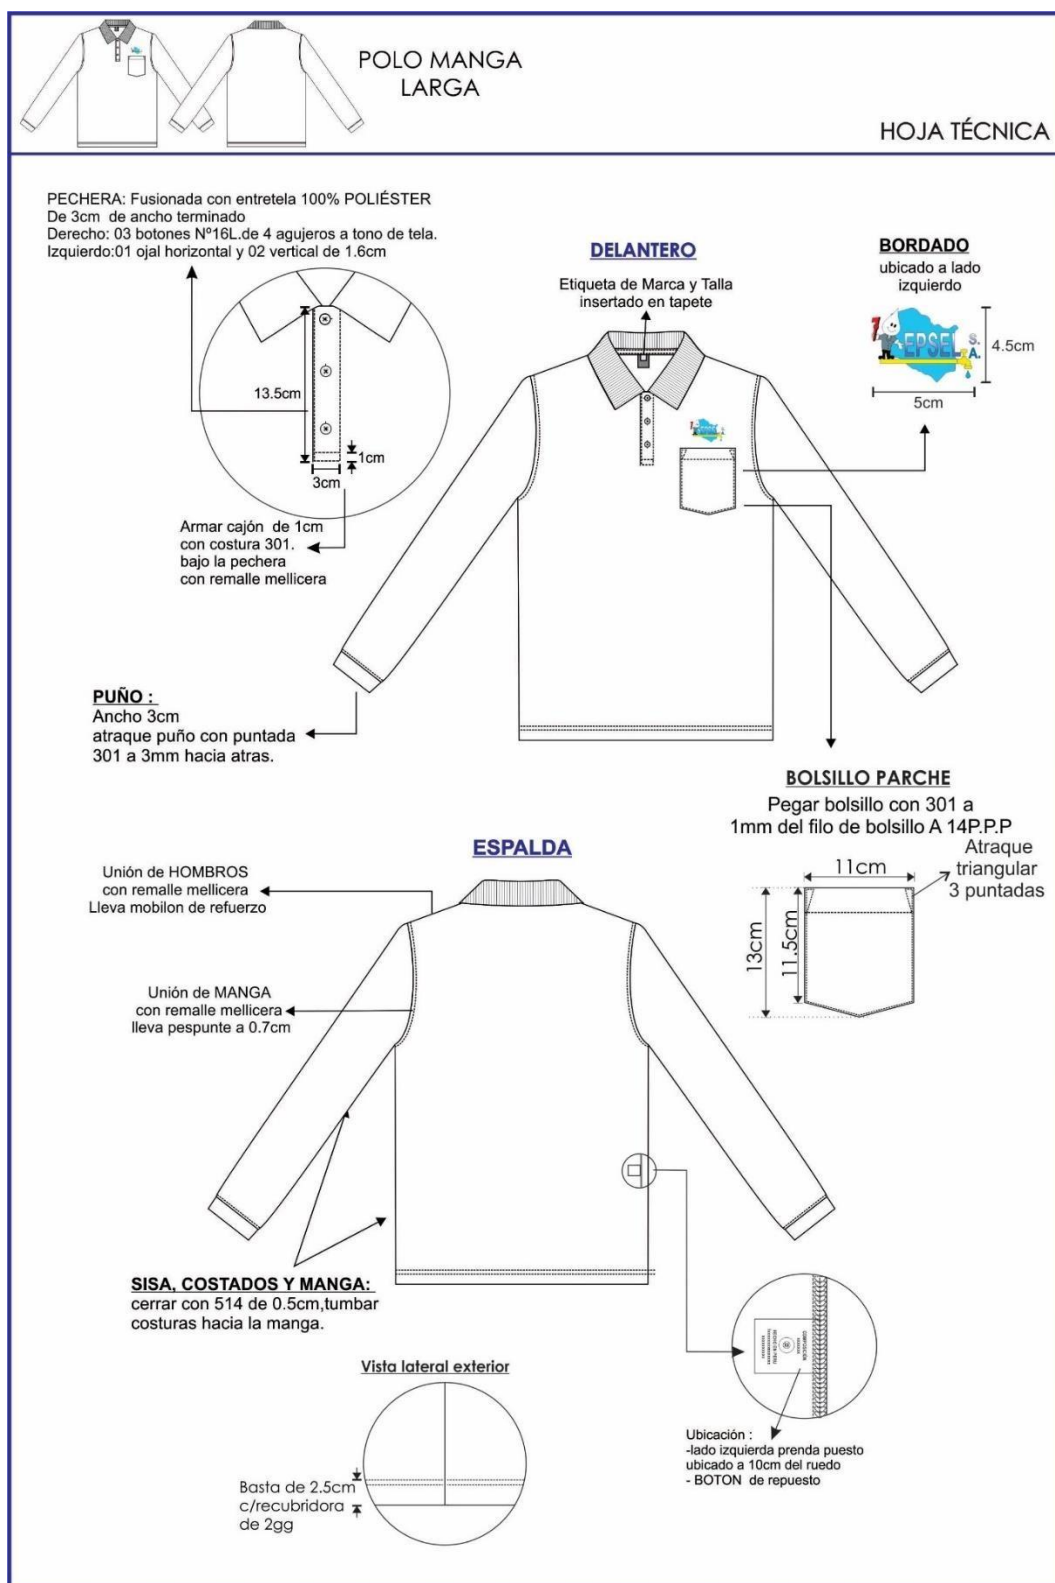 POLO MANGA
LARGA
HOJA TÉCNICA
PECHERA: Fusionada con entretela 100% POLIÉSTER
De 3cm de ancho terminado
Derecho: 03 botones Nº16L.de 4 agujeros a tono de tela.
Izquierdo:01 ojal horizontal y 02 vertical de 1.6cm
13.5cm
1cm
3cm
Armar cajón de 1cm
con costura 301.
bajo la pechera
con remalle mellicera
DELANTERO
Etiqueta de Marca y Talla
insertado en tapete
EPSEL
BORDADO
ubicado a lado
izquierdo
EPSEL S.
A.
4.5cm
5cm
PUÑO :
Ancho 3cm
atraque puño con puntada
301 a 3mm hacia atras.
BOLSILLO PARCHE
Pegar bolsillo con 301 a
1mm del filo de bolsillo A 14P.P.P
Atraque
triangular
3 puntadas
11cm
13cm
11.5cm
ESPALDA
Unión de HOMBROS
con remalle mellicera
Lleva mobilon de refuerzo
Unión de MANGA
con remalle mellicera
lleva pespunte a 0.7cm
SISA, COSTADOS Y MANGA:
cerrar con 514 de 0.5cm,tumbar
costuras hacia la manga.
Vista lateral exterior
Basta de 2.5cm
c/recubridora
de 2gg
COMPOSICIÓN
HECHO EN PERU
Ubicación :
-lado izquierda prenda puesto
ubicado a 10cm del ruedo
- BOTON de repuesto